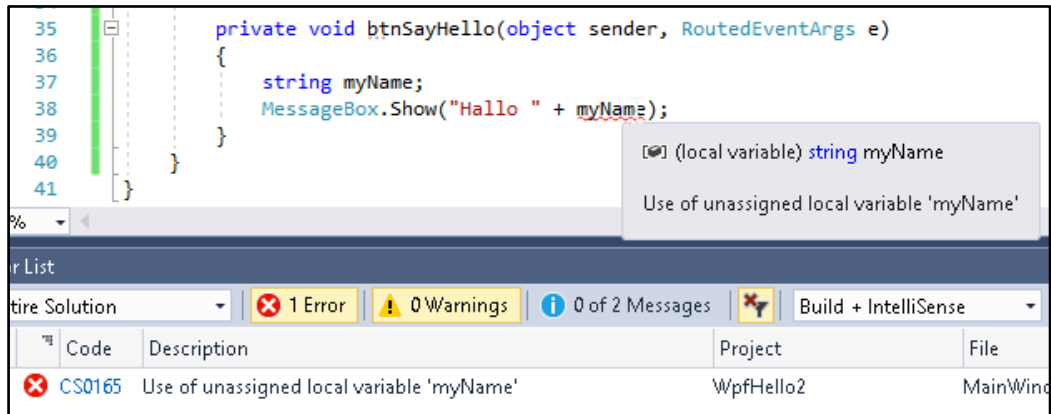 35 private void btnSayHello(object sender, RoutedEventArgs e)
36 {
37 string myName;
38 MessageBox.Show("Hallo " + myName);
39 }
40 }
41 }
(local variable) string myName
Use of unassigned local variable 'myName'
%
r List
tire Solution 1 Error 0 Warnings 0 of 2 Messages Build + IntelliSense
Code Description Project File
CS0165 Use of unassigned local variable 'myName' WpfHello2 MainWind